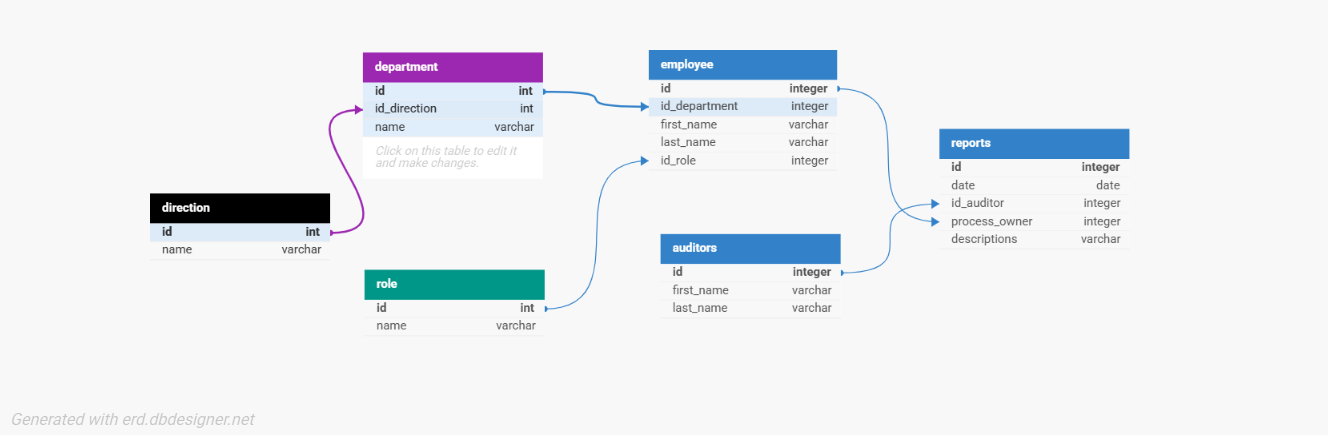 department
id int
id_direction int
name varchar
Click on this table to edit it
and make changes.
direction
id int
name varchar
role
id int
name varchar
employee
id integer
id_department integer
first_name varchar
last_name varchar
id_role integer
auditors
id integer
first_name varchar
last_name varchar
reports
id integer
date date
id_auditor integer
process_owner integer
descriptions varchar
Generated with erd.dbdesigner.net